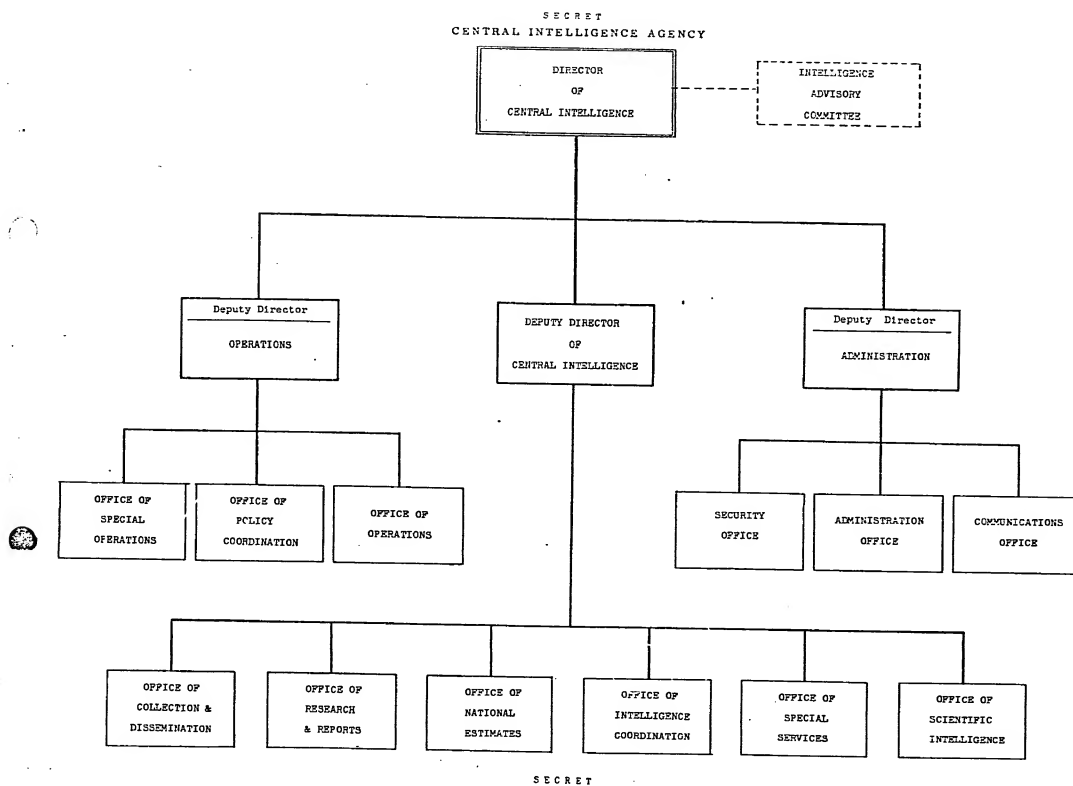 SECRET
CENTRAL INTELLIGENCE AGENCY
DIRECTOR
OF
CENTRAL INTELLIGENCE
INTELLIGENCE
ADVISORY
COMMITTEE
Deputy Director
OPERATIONS
DEPUTY DIRECTOR
OF
CENTRAL INTELLIGENCE
Deputy Director
ADMINISTRATION
OFFICE OF
SPECIAL
OPERATIONS
OFFICE OF
POLICY
COORDINATION
OFFICE OF
OPERATIONS
SECURITY
OFFICE
ADMINISTRATION
OFFICE
COMMUNICATIONS
OFFICE
OFFICE OF
COLLECTION &
DISSEMINATION
OFFICE OF
RESEARCH
& REPORTS
OFFICE OF
NATIONAL
ESTIMATES
OFFICE OF
INTELLIGENCE
COORDINATION
OFFICE OF
SPECIAL
SERVICES
OFFICE OF
SCIENTIFIC
INTELLIGENCE
SECRET